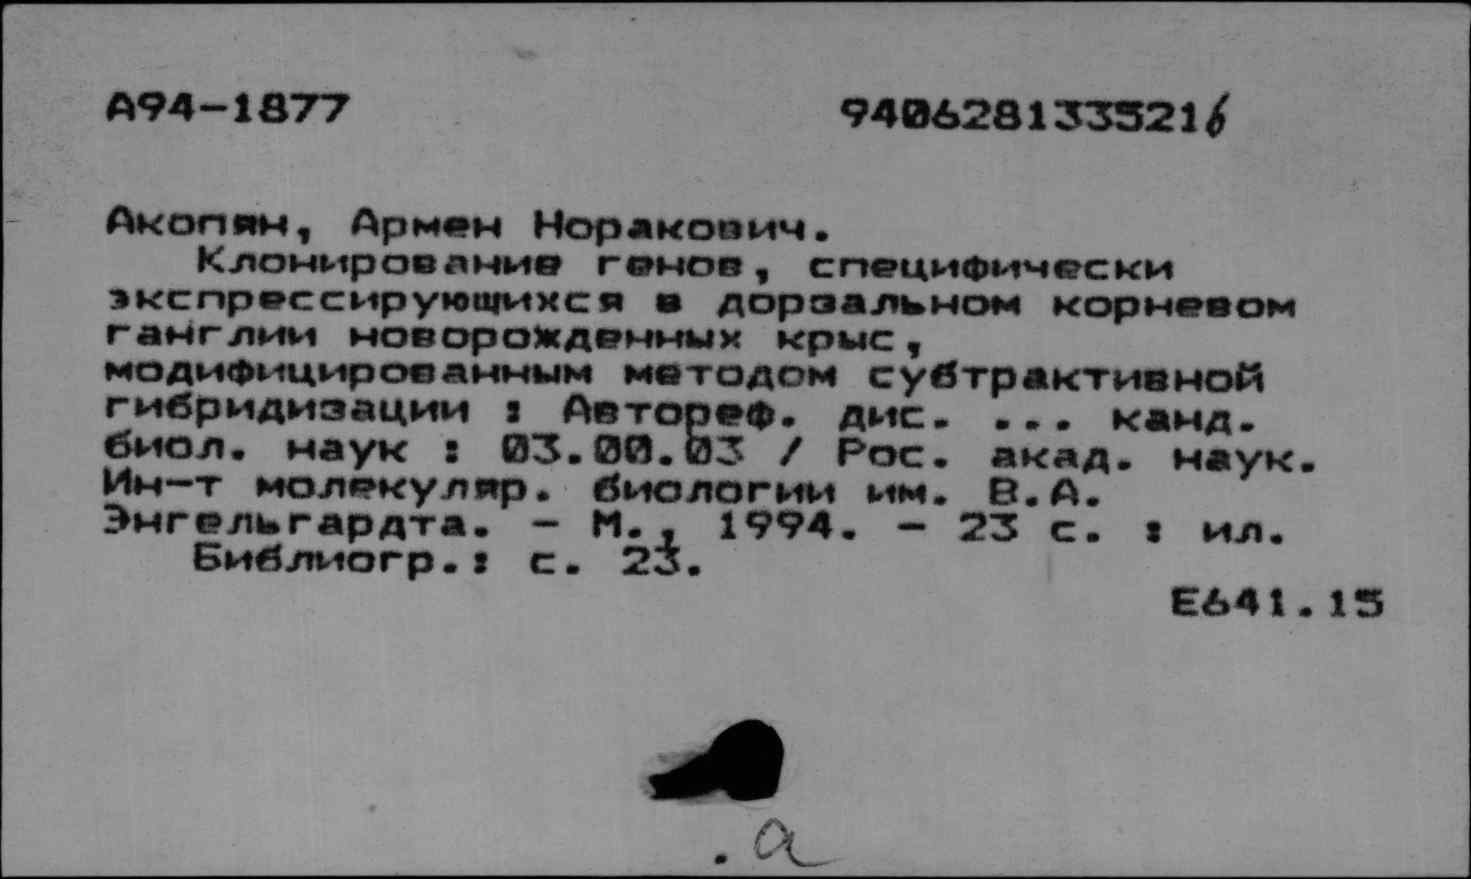 А94-1877
9406281335216
Акопян, Армен Норакович.
Клонирование генов, специфически
экспрессирующихся в дорзальном корневом
ганглии новорожденных крыс,
модифицированным методом субтрактивной
гибридизации : Автореф. дис. ... канд.
биол. наук : 03.00.03 / Рос. акад. наук.
Ин-т молекуляр. биологии им. В.А.
Энгельгардта. - М., 1994. - 23 с. : ил.
Библиогр.: с. 23.
Е641.15
. а